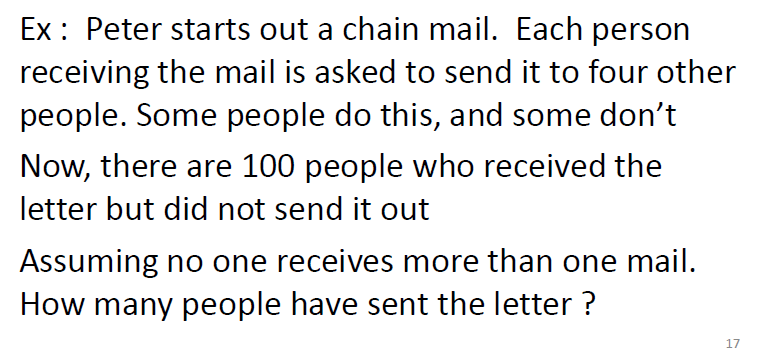 Ex :  Peter starts out a chain mail.  Each person
receiving the mail is asked to send it to four other
people. Some people do this, and some don’t
Now, there are 100 people who received the
letter but did not send it out
Assuming no one receives more than one mail.
How many people have sent the letter ?
17